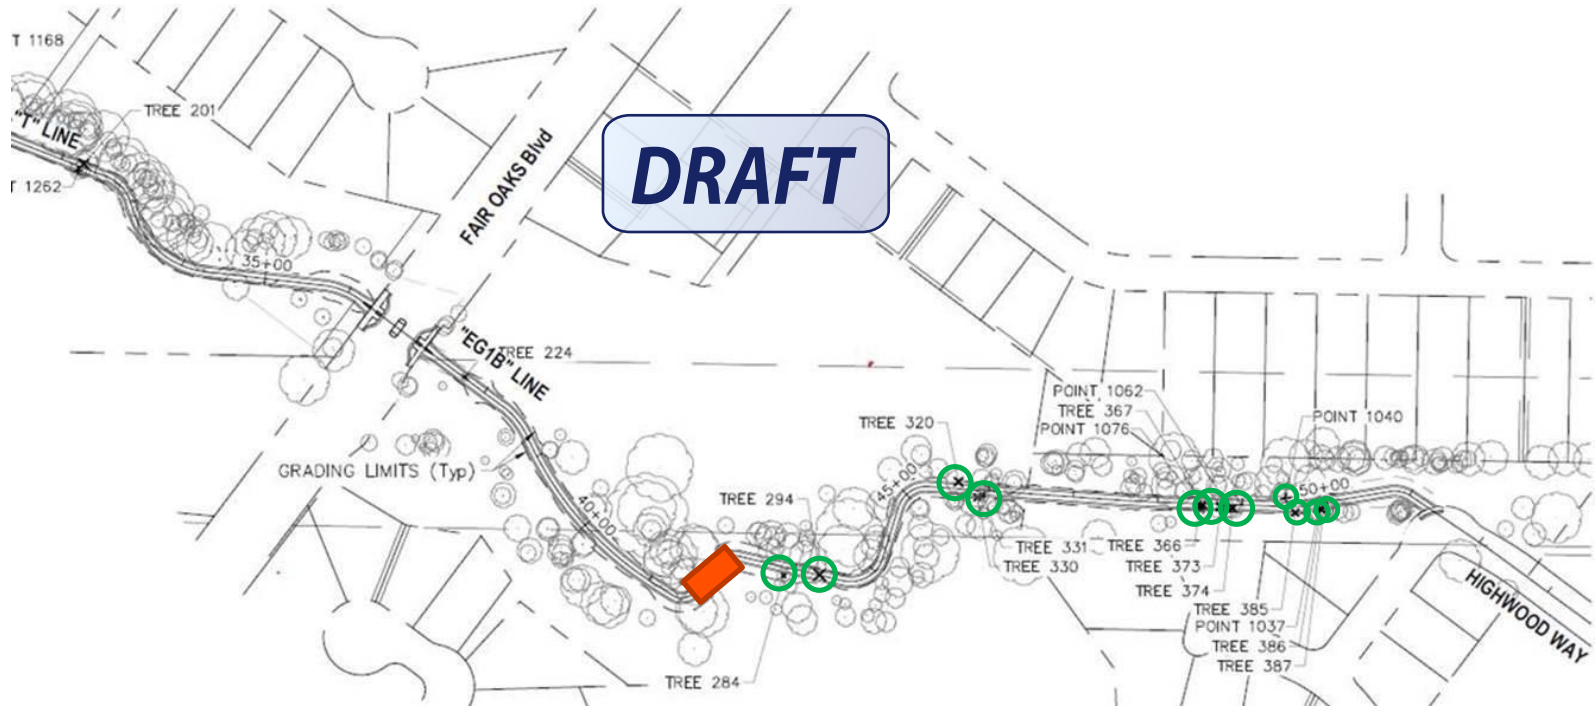 T 1168
TREE 201
"T" LINE
T 1262
FAIR OAKS Blvd
DRAFT
35+00
"EG1B" LINE
TREE 224
POINT 1062
TREE 367
POINT 1076
POINT 1040
TREE 320
GRADING LIMITS (Typ)
45+00
50+00
TREE 294
40+00
TREE 331
TREE 330
TREE 366
TREE 373
TREE 374
TREE 385
POINT 1037
TREE 386
TREE 387
HIGHWOOD WAY
TREE 284